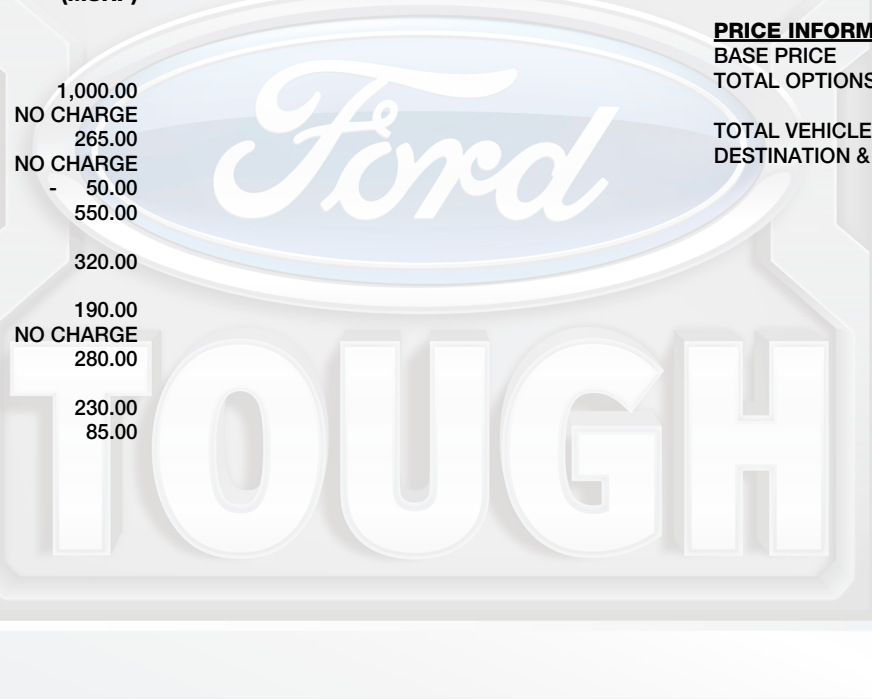 1,000.00
NO CHARGE
265.00
NO CHARGE
- 50.00
550.00
320.00
190.00
NO CHARGE
280.00
230.00
85.00
PRICE INFORM
BASE PRICE
TOTAL OPTIONS
TOTAL VEHICLE
DESTINATION &
Ford
TOUGH